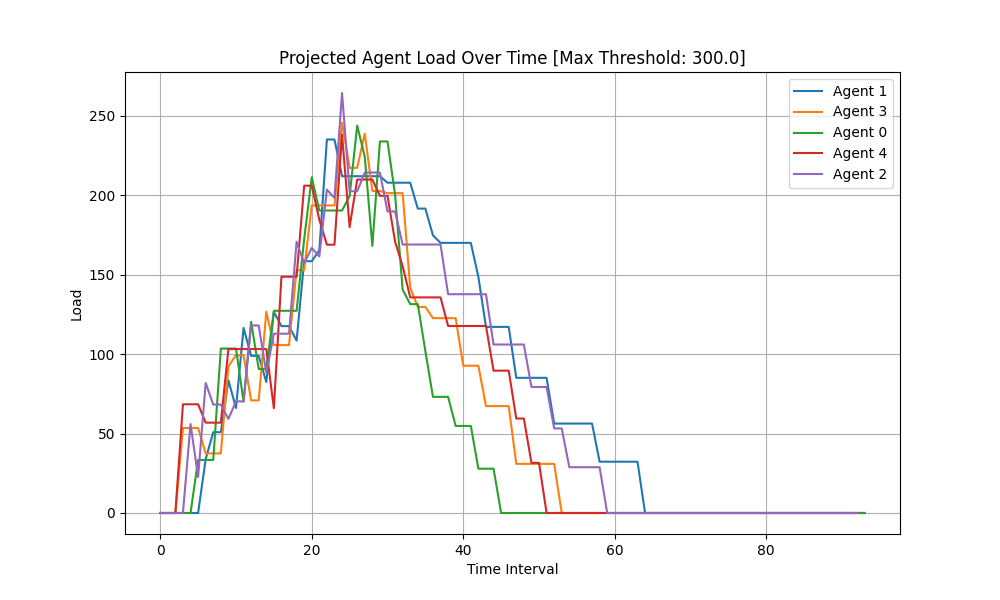 Projected Agent Load Over Time [Max Threshold: 300.0]
Agent 1
Agent 3
Agent 0
Agent 4
Agent 2
Load
250
200
150
100
50
0
0 20 40 60 80
Time Interval